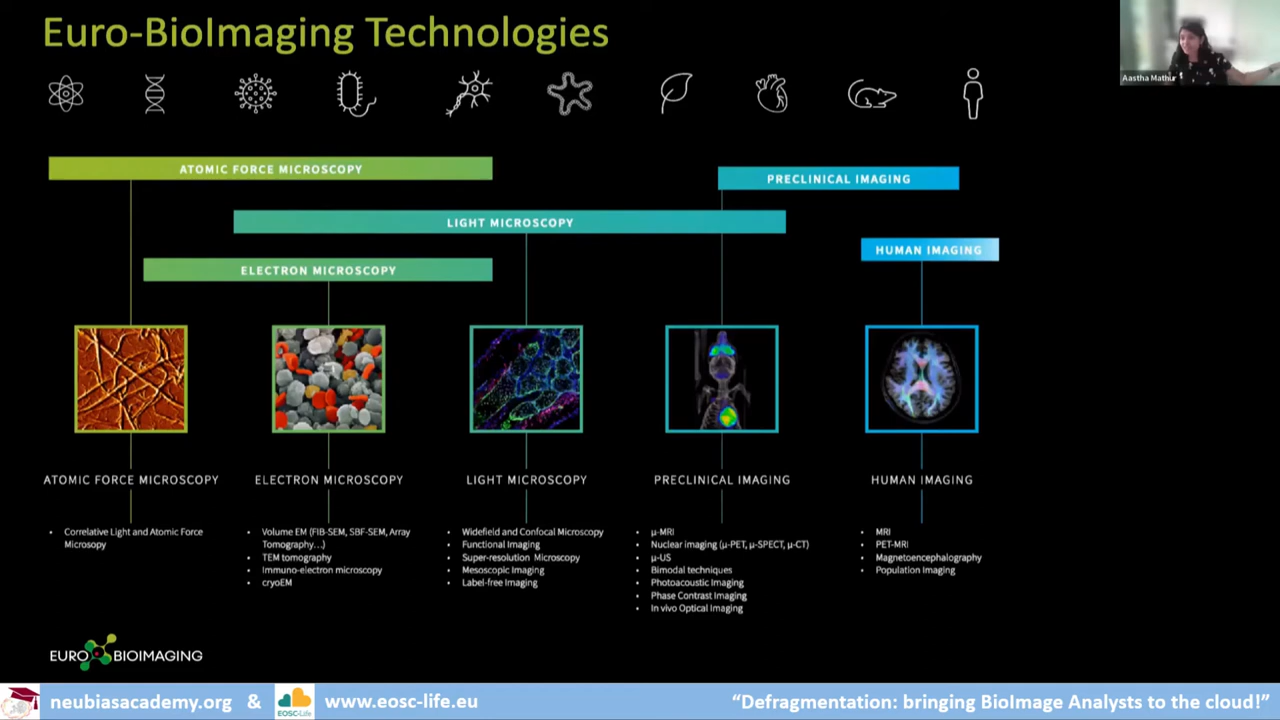 Euro-BioImaging Technologies
Aastha Mathur
ATOMIC FORCE MICROSCOPY
PRECLINICAL IMAGING
LIGHT MICROSCOPY
HUMAN IMAGING
ELECTRON MICROSCOPY
ATOMIC FORCE MICROSCOPY
• Correlative Light and Atomic Force
Microsopy
ELECTRON MICROSCOPY
• Volume EM (FIB-SEM, SBF-SEM, Array
Tomography…)
• TEM tomography
• Immuno-electron microscopy
• cryoEM
LIGHT MICROSCOPY
• Widefield and Confocal Microscopy
• Functional Imaging
• Super-resolution Microscopy
• Mesoscopic Imaging
• Label-free Imaging
PRECLINICAL IMAGING
• μ-MRI
• Nuclear imaging (μ-PET, μ-SPECT, μ-CT)
• μ-US
• Bimodal techniques
• Photoacoustic Imaging
• Phase Contrast Imaging
• In vivo Optical Imaging
HUMAN IMAGING
• MRI
• PET-MRI
• Magnetoencephalography
• Population Imaging
EURO BIOIMAGING
neubiasacademy.org & EOSC-Life www.eosc-life.eu "Defragmentation: bringing BioImage Analysts to the cloud!"